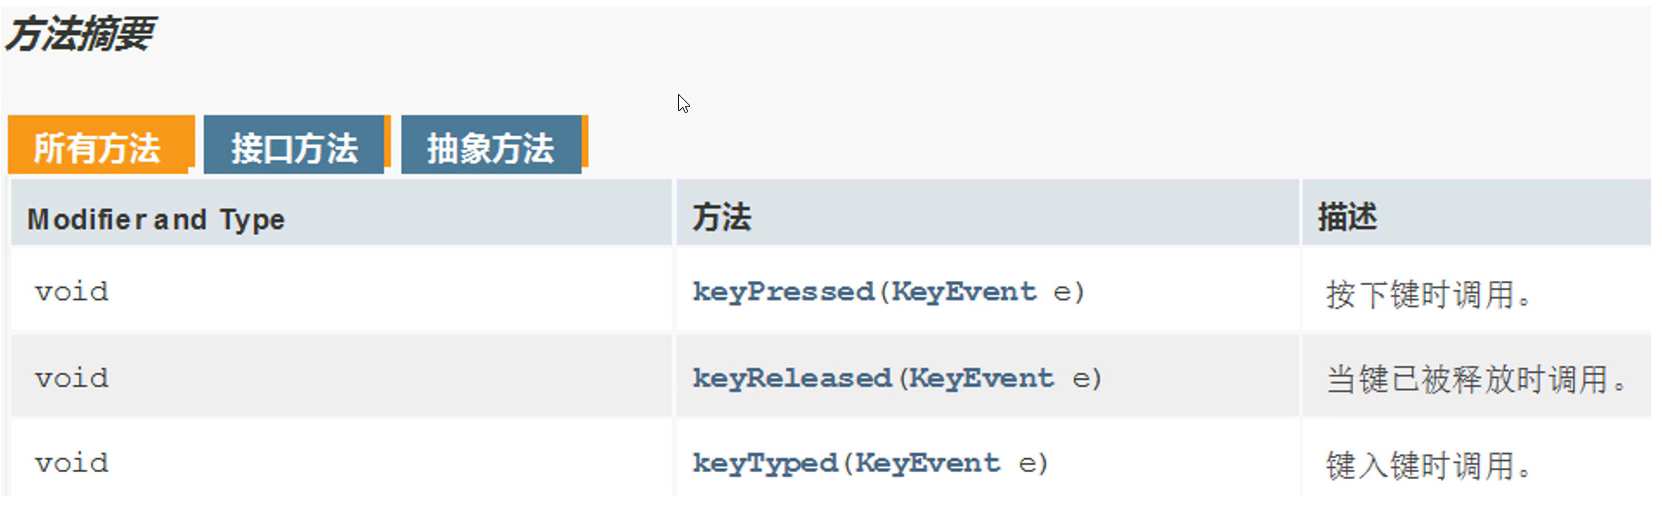 方法摘要
所有方法 接口方法 抽象方法
Modifier and Type 方法 描述
void keyPressed(KeyEvent e) 按下键时调用。
void keyReleased(KeyEvent e) 当键已被释放时调用。
void keyTyped(KeyEvent e) 键入键时调用。